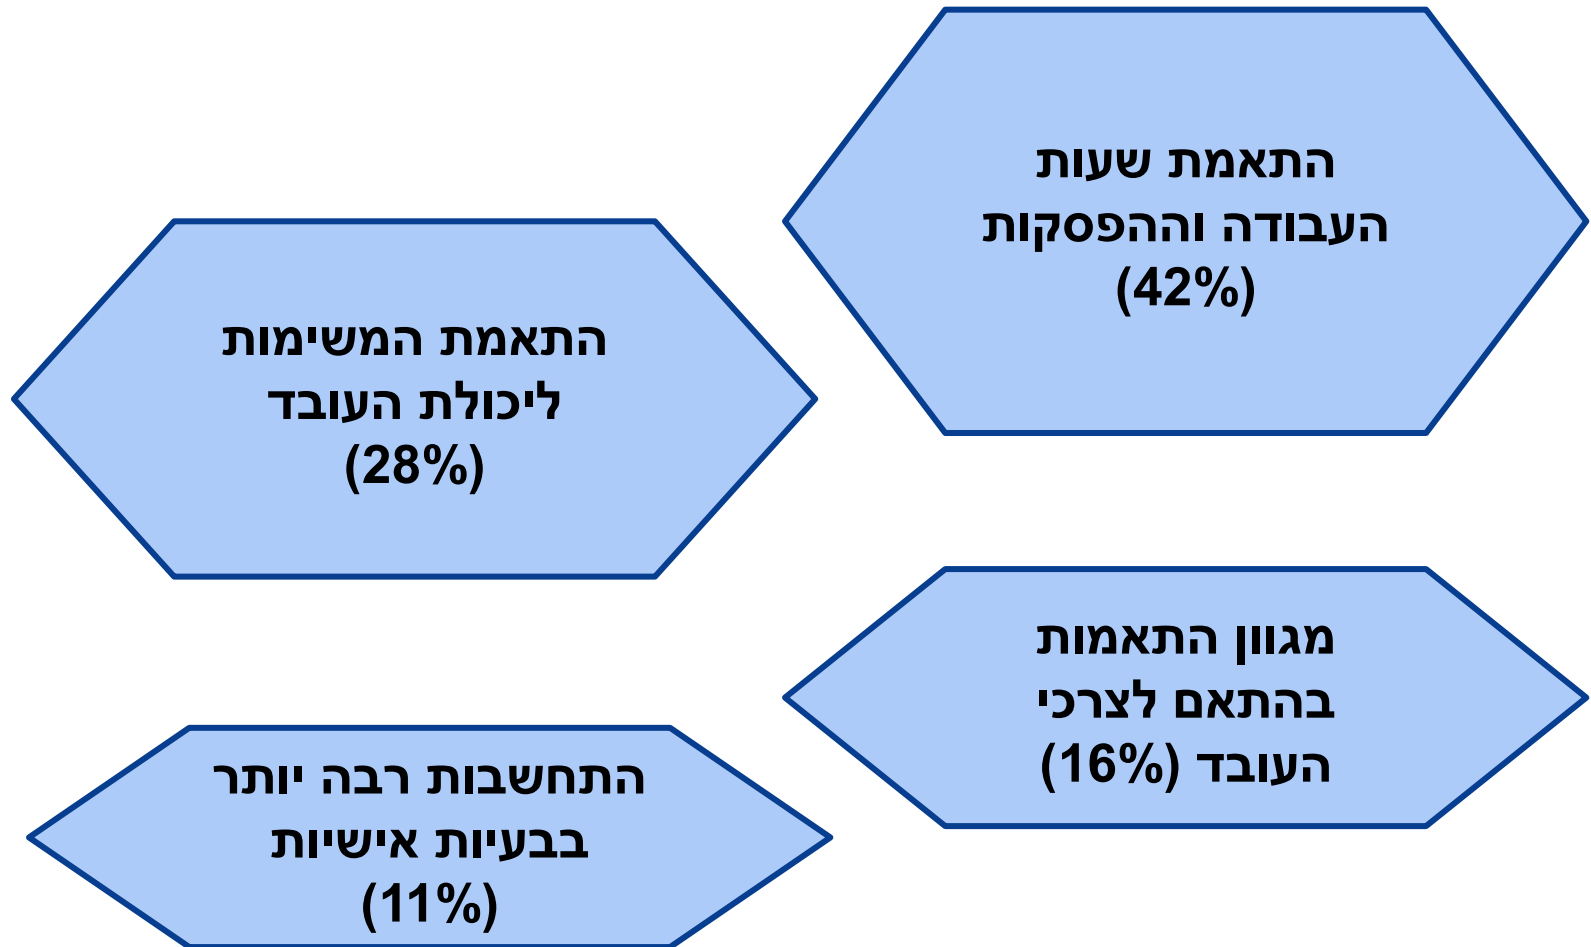 התאמת שעות
העבודה וההפסקות
(42%)
התאמת המשימות
ליכולת העובד
(28%)
מגוון התאמות
בהתאם לצרכי
העובד (16%)
התחשבות רבה יותר
בבעיות אישיות
(11%)